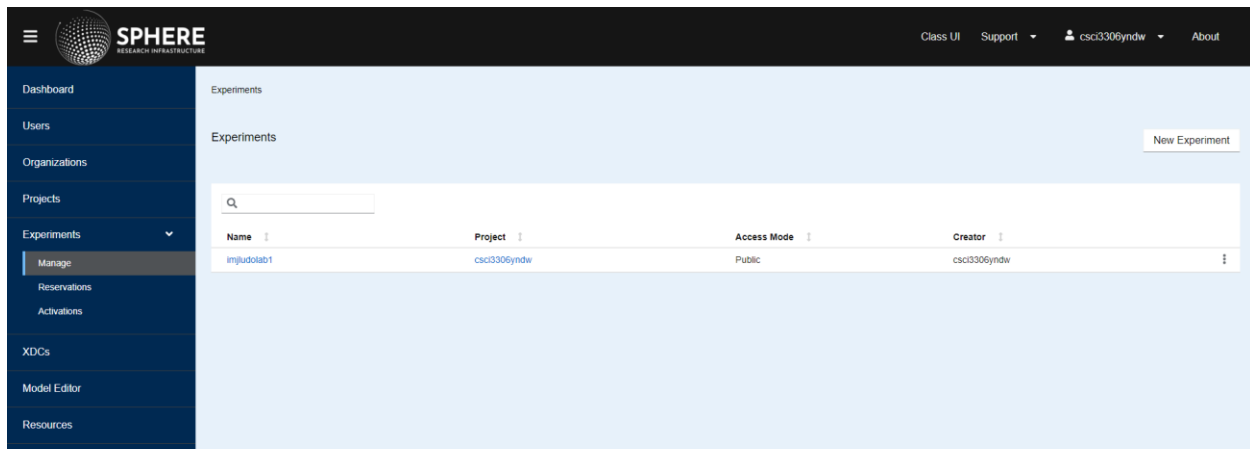 SPHERE
RESEARCH INFRASTRUCTURE
Class UI Support csci3306yndw About
Dashboard
Users
Organizations
Projects
Experiments
Manage
Reservations
Activations
XDCs
Model Editor
Resources
Experiments
Experiments
New Experiment
Name Project Access Mode Creator
imjludolab1 csci3306yndw Public csci3306yndw